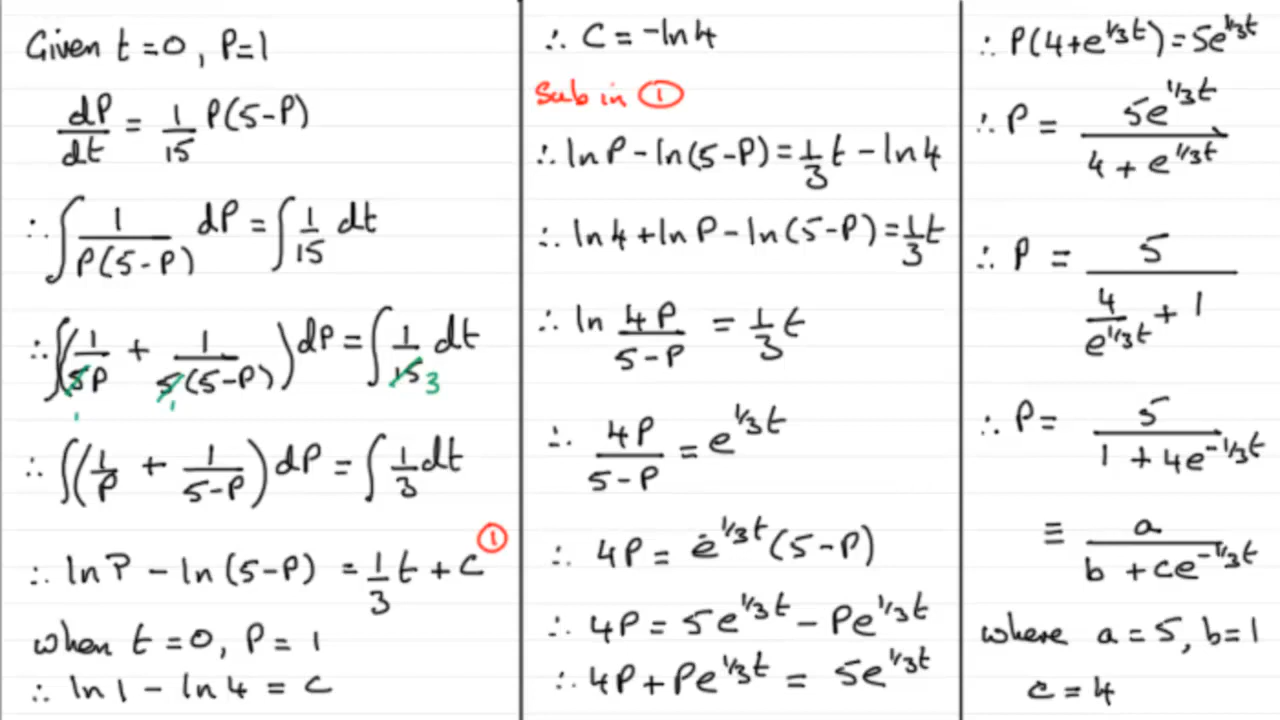 Given t = 0, P = 1
dP/dt = 1/15 P(5-P)
∴ ∫ 1/(P(5-P)) dP = ∫ 1/15 dt
∴ ∫ (1/5P + 1/(5(5-P))) dP = ∫ 1/15 dt
1 1 3
∴ ∫ (1/P + 1/(5-P)) dP = ∫ 1/3 dt
∴ ln P - ln(5-P) = 1/3 t + c ①
when t = 0, P = 1
∴ ln 1 - ln 4 = c
∴ C = -ln 4
Sub in ①
∴ ln P - ln(5-P) = 1/3 t - ln 4
∴ ln 4 + ln P - ln(5-P) = 1/3 t
∴ ln 4P/(5-P) = 1/3 t
∴ 4P/(5-P) = e^(1/3 t)
∴ 4P = e^(1/3 t) (5-P)
∴ 4P = 5e^(1/3 t) - Pe^(1/3 t)
∴ 4P + Pe^(1/3 t) = 5e^(1/3 t)
∴ P(4 + e^(1/3 t)) = 5e^(1/3 t)
∴ P = 5e^(1/3 t)/(4 + e^(1/3 t))
∴ P = 5/(4/e^(1/3 t) + 1)
∴ P = 5/(1 + 4e^(-1/3 t))
≡ a/(b + ce^(-1/3 t))
where a = 5, b = 1
c = 4